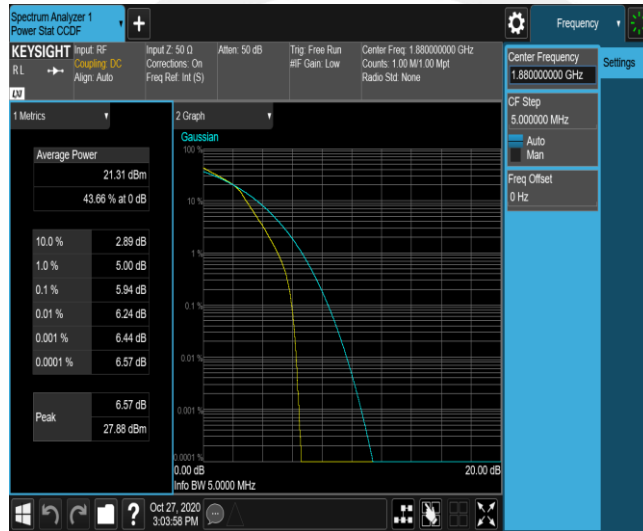 Spectrum Analyzer 1
Power Stat CCDF
Frequency
KEYSIGHT
RL
LXI
Input: RF
Coupling: DC
Align: Auto
Input Z: 50 Ω
Corrections: On
Freq Ref: Int (S)
Atten: 50 dB
Trig: Free Run
#IF Gain: Low
Center Freq: 1.880000000 GHz
Counts: 1.00 M/1.00 Mpt
Radio Std: None
Center Frequency
1.880000000 GHz
Settings
CF Step
5.000000 MHz
Auto
Man
Freq Offset
0 Hz
1 Metrics
Average Power
21.31 dBm
43.66 % at 0 dB
10.0 % 2.89 dB
1.0 % 5.00 dB
0.1 % 5.94 dB
0.01 % 6.24 dB
0.001 % 6.44 dB
0.0001 % 6.57 dB
Peak
6.57 dB
27.88 dBm
2 Graph
Gaussian
100 %
10 %
1 %
0.1 %
0.01 %
0.001 %
0.0001 %
0.00 dB
20.00 dB
Info BW 5.0000 MHz
?
Oct 27, 2020
3:03:58 PM